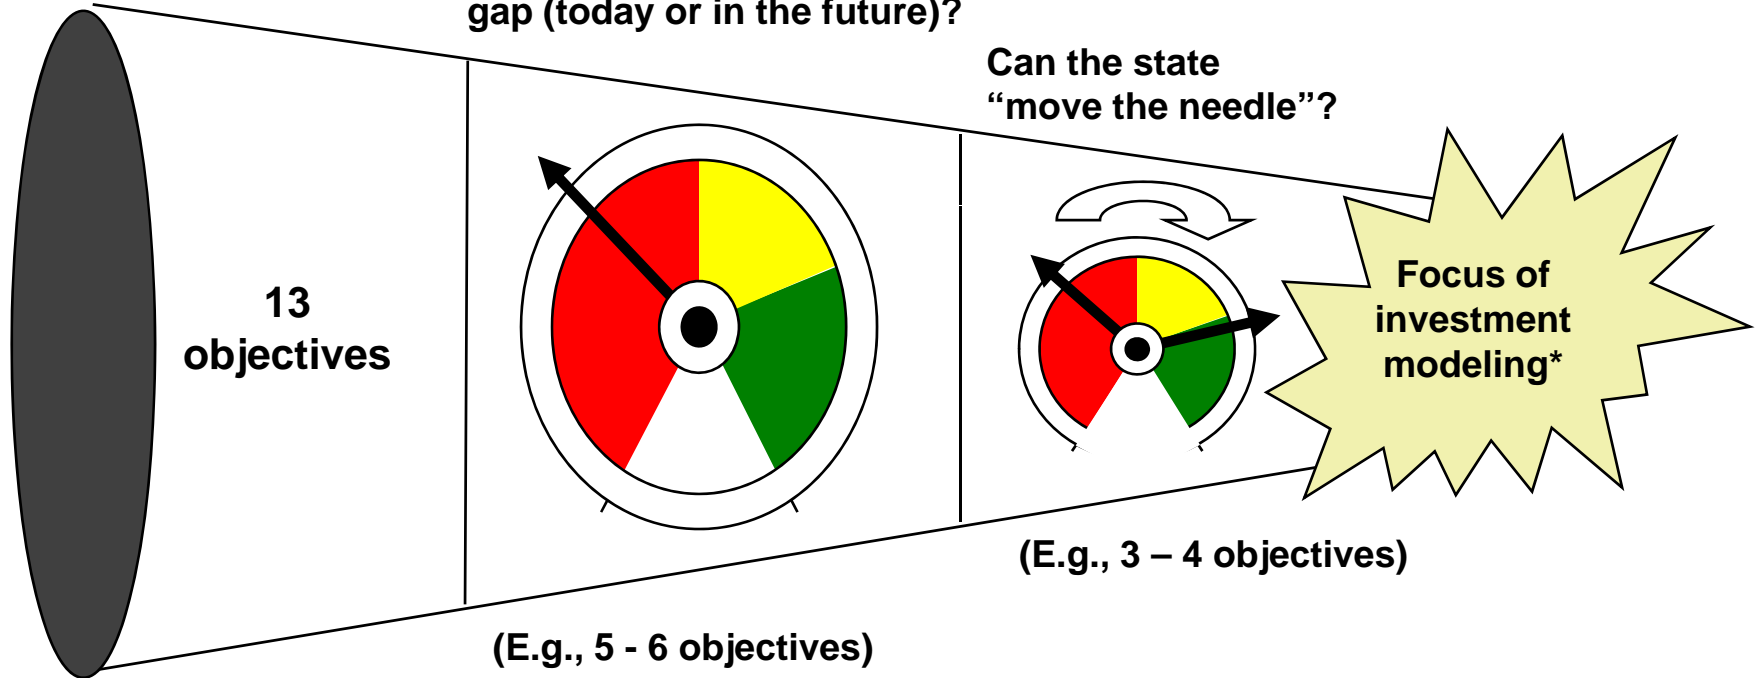 gap (today or in the future)?
Can the state
“move the needle”?
13
objectives
Focus of
investment
modeling*
(E.g., 3 – 4 objectives)
(E.g., 5 - 6 objectives)